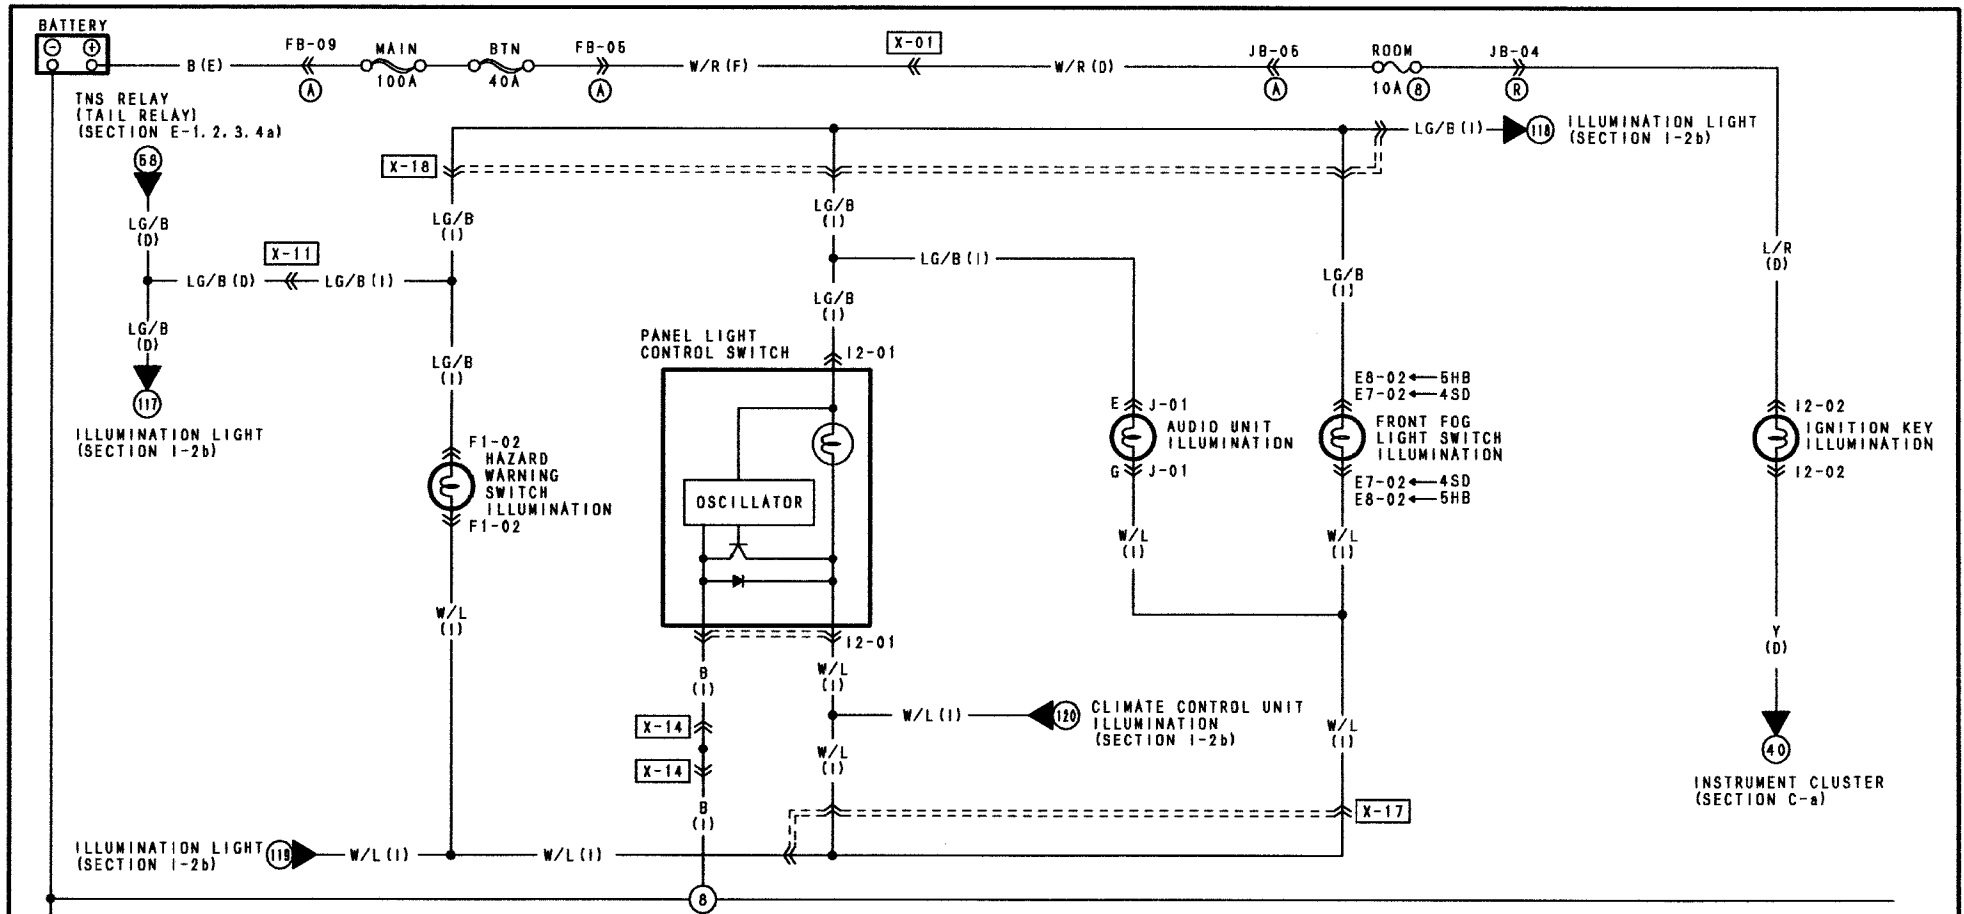 BATTERY
- +
B(E)
FB-09
A
MAIN
100A
BTN
40A
FB-05
A
W/R(F)
X-01
W/R(D)
JB-05
A
ROOM
10A 8
JB-04
R
TNS RELAY
(TAIL RELAY)
(SECTION E-1.2.3.4a)
58
LG/B
(D)
X-11
LG/B(D)
LG/B(I)
LG/B
(D)
117
ILLUMINATION LIGHT
(SECTION I-2b)
X-18
LG/B
(I)
LG/B
(I)
F1-02
HAZARD
WARNING
SWITCH
ILLUMINATION
F1-02
W/L
(I)
LG/B
(I)
LG/B(I)
LG/B
(I)
PANEL LIGHT
CONTROL SWITCH
I2-01
OSCILLATOR
I2-01
B
(I)
W/L
(I)
X-14
X-14
B
(I)
W/L(I)
120
CLIMATE CONTROL UNIT
ILLUMINATION
(SECTION I-2b)
W/L
(I)
E J-01
AUDIO UNIT
ILLUMINATION
G J-01
W/L
(I)
LG/B(I)
118
ILLUMINATION LIGHT
(SECTION I-2b)
LG/B
(I)
E8-02 5HB
E7-02 4SD
FRONT FOG
LIGHT SWITCH
ILLUMINATION
E7-02 4SD
E8-02 5HB
W/L
(I)
W/L
(I)
X-17
L/R
(D)
I2-02
IGNITION KEY
ILLUMINATION
I2-02
Y
(D)
40
INSTRUMENT CLUSTER
(SECTION C-a)
ILLUMINATION LIGHT
(SECTION I-2b)
119
W/L(I)
W/L(I)
8